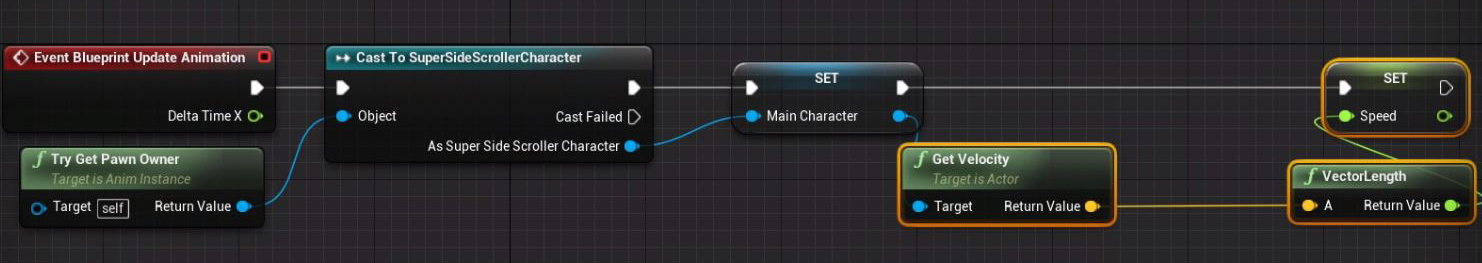 Event Blueprint Update Animation
Delta Time X
Cast To SuperSideScrollerCharacter
Object
Cast Failed
As Super Side Scroller Character
SET
Main Character
SET
Speed
f Try Get Pawn Owner
Target is Anim Instance
Target self Return Value
f Get Velocity
Target is Actor
Target Return Value
f VectorLength
A Return Value